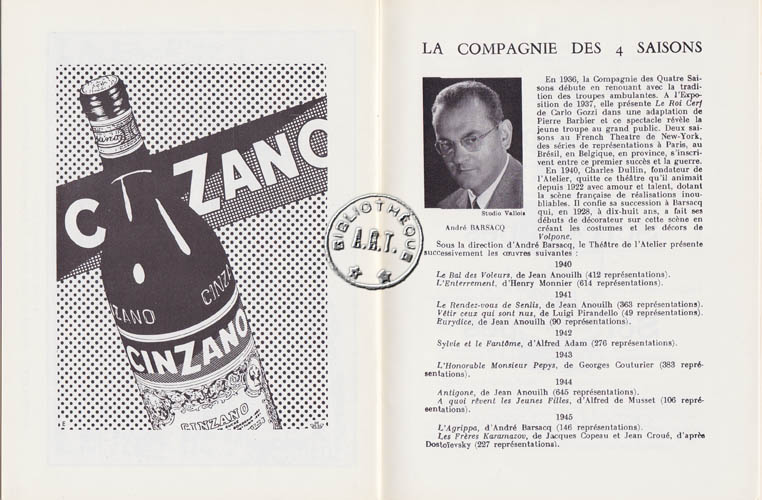 CINZANO
Cinzano
CINZANO
CINZANO
CINZANO
BIBLIOTHÈQUE
A.R.T.
LA COMPAGNIE DES 4 SAISONS
En 1936, la Compagnie des Quatre Sai-
sons débute en renouant avec la tradi-
tion des troupes ambulantes. A l'Expo-
sition de 1937, elle présente Le Roi Cerf
de Carlo Gozzi dans une adaptation de
Pierre Barbier et ce spectacle révèle la
jeune troupe au grand public. Deux sai-
sons au French Theatre de New-York,
des séries de représentations à Paris, au
Brésil, en Belgique, en province, s'inscri-
vent entre ce premier succès et la guerre.
En 1940, Charles Dullin, fondateur de
l'Atelier, quitte ce théâtre qu'il animait
depuis 1922 avec amour et talent, dotant
la scène française de réalisations inou-
bliables. Il confie sa succession à Barsacq
qui, en 1928, à dix-huit ans, a fait ses
débuts de décorateur sur cette scène en
créant les costumes et les décors de
Volpone.
Studio Vallois
André BARSACQ
Sous la direction d'André Barsacq, le Théâtre de l'Atelier présente
successivement les œuvres suivantes :
1940
Le Bal des Voleurs, de Jean Anouilh (412 représentations).
L'Enterrement, d'Henry Monnier (614 représentations).
1941
Le Rendez-vous de Senlis, de Jean Anouilh (363 représentations).
Vêtir ceux qui sont nus, de Luigi Pirandello (49 représentations).
Eurydice, de Jean Anouilh (90 représentations).
1942
Sylvie et le Fantôme, d'Alfred Adam (276 représentations).
1943
L'Honorable Monsieur Pepys, de Georges Couturier (383 repré-
sentations).
1944
Antigone, de Jean Anouilh (645 représentations).
A quoi rêvent les Jeunes Filles, d'Alfred de Musset (106 repré-
sentations).
1945
L'Agrippa, d'André Barsacq (146 représentations).
Les Frères Karamazov, de Jacques Copeau et Jean Croué, d'après
Dostoïevsky (227 représentations).